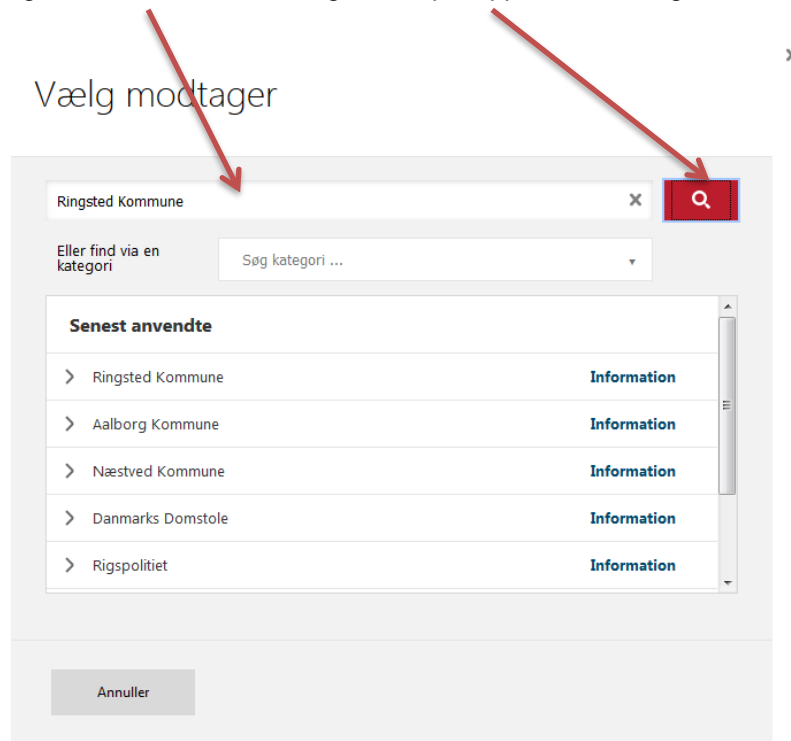 Vælg modtager
Ringsted Kommune
Eller find via en
kategori
Søg kategori ...
Senest anvendte
Ringsted Kommune Information
Aalborg Kommune Information
Næstved Kommune Information
Danmarks Domstole Information
Rigspolitiet Information
Annuller